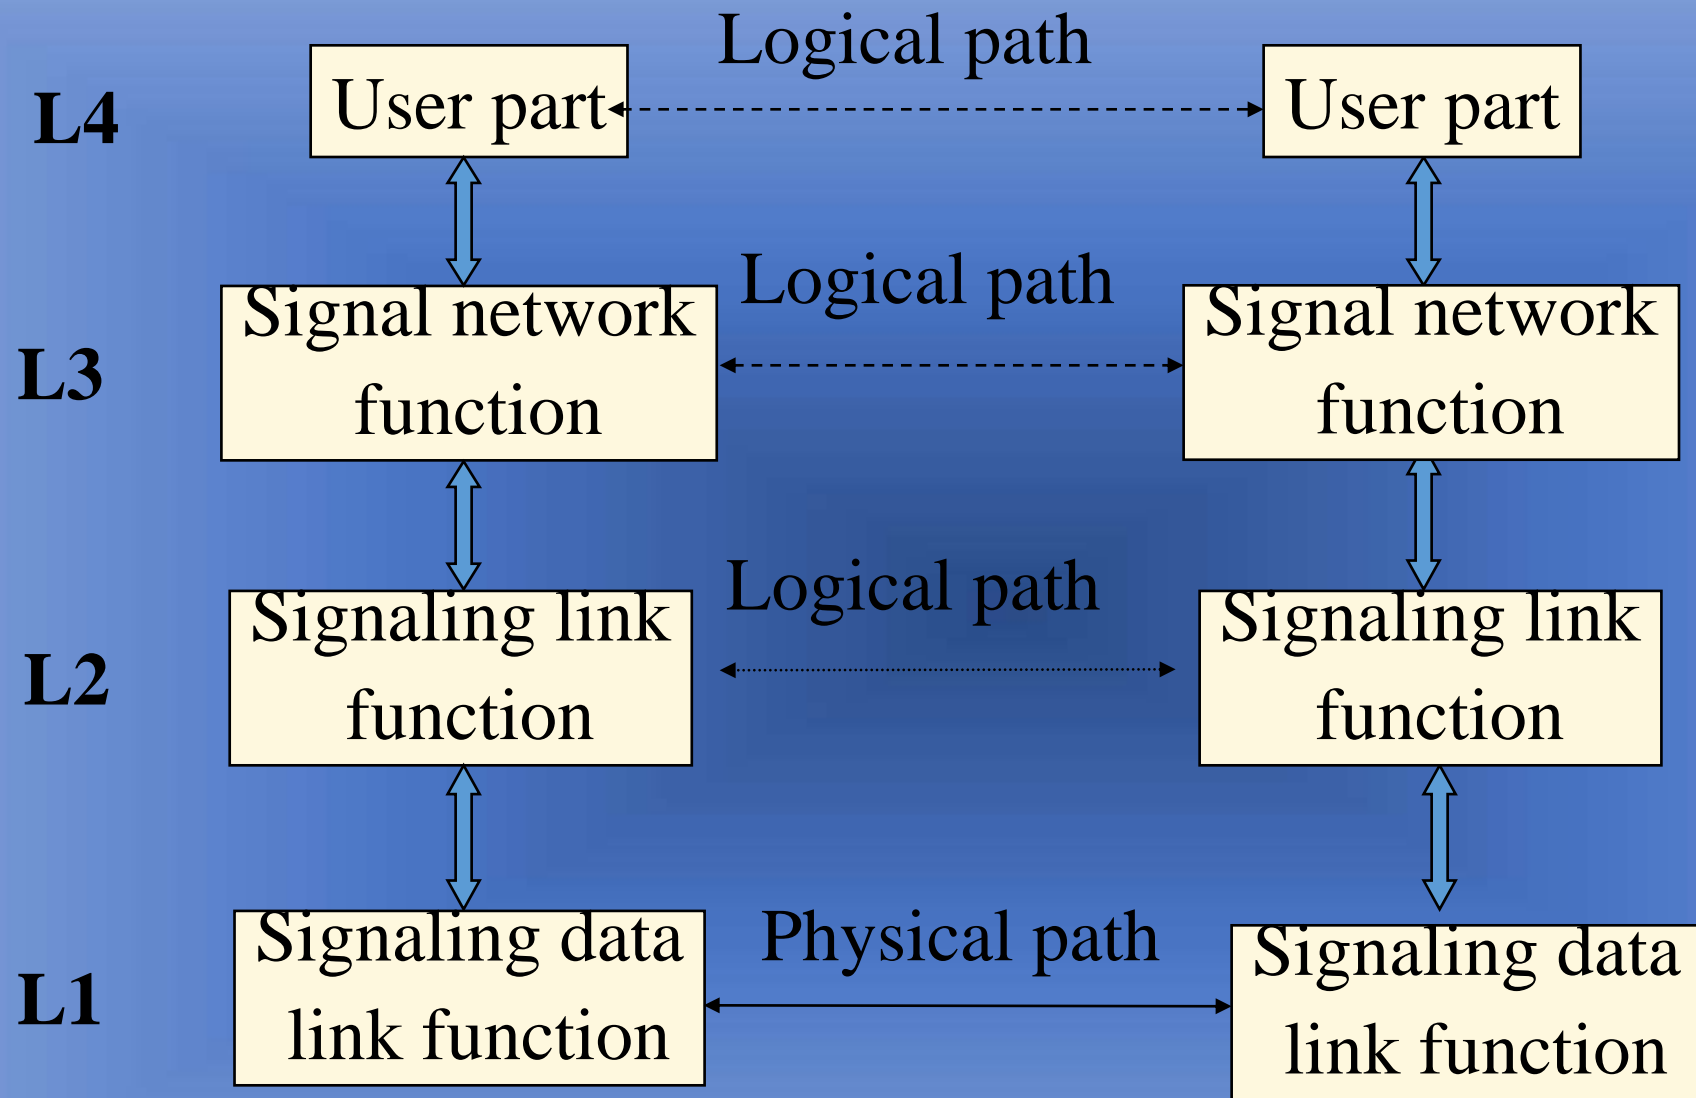 Logical path
L4
User part
User part
Logical path
L3
Signal network
function
Signal network
function
Logical path
L2
Signaling link
function
Signaling link
function
Physical path
L1
Signaling data
link function
Signaling data
link function